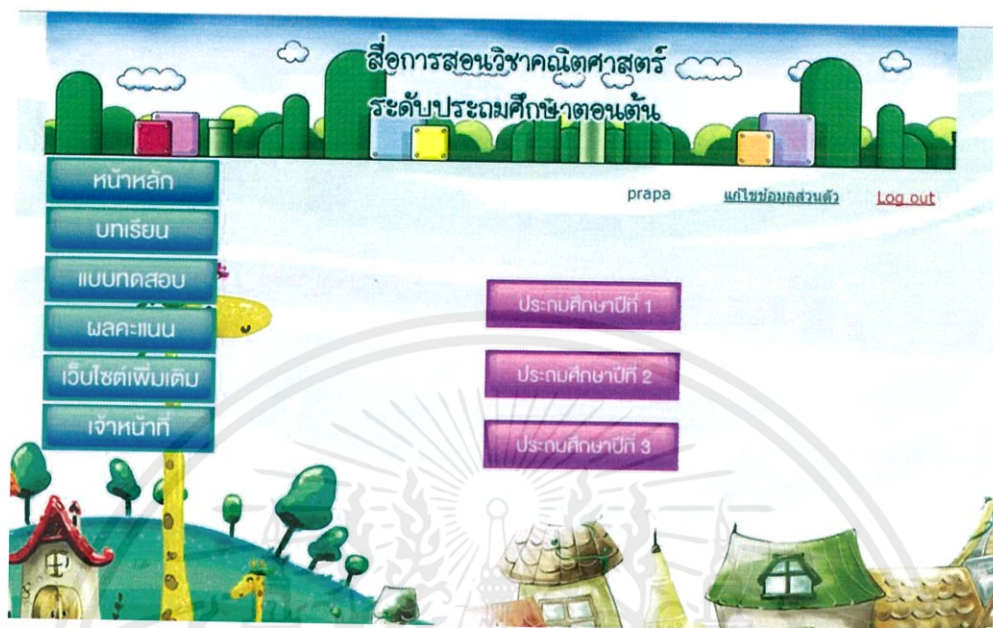 สื่อการสอนวิชาคณิตศาสตร์
ระดับประถมศึกษาตอนต้น
หน้าหลัก
prapa แก้ไขข้อมูลส่วนตัว Log out
บทเรียน
แบบทดสอบ
ประถมศึกษาปีที่ 1
ผลคะแนน
เว็บไซต์เพิ่มเติม
ประถมศึกษาปีที่ 2
เจ้าหน้าที่
ประถมศึกษาปีที่ 3